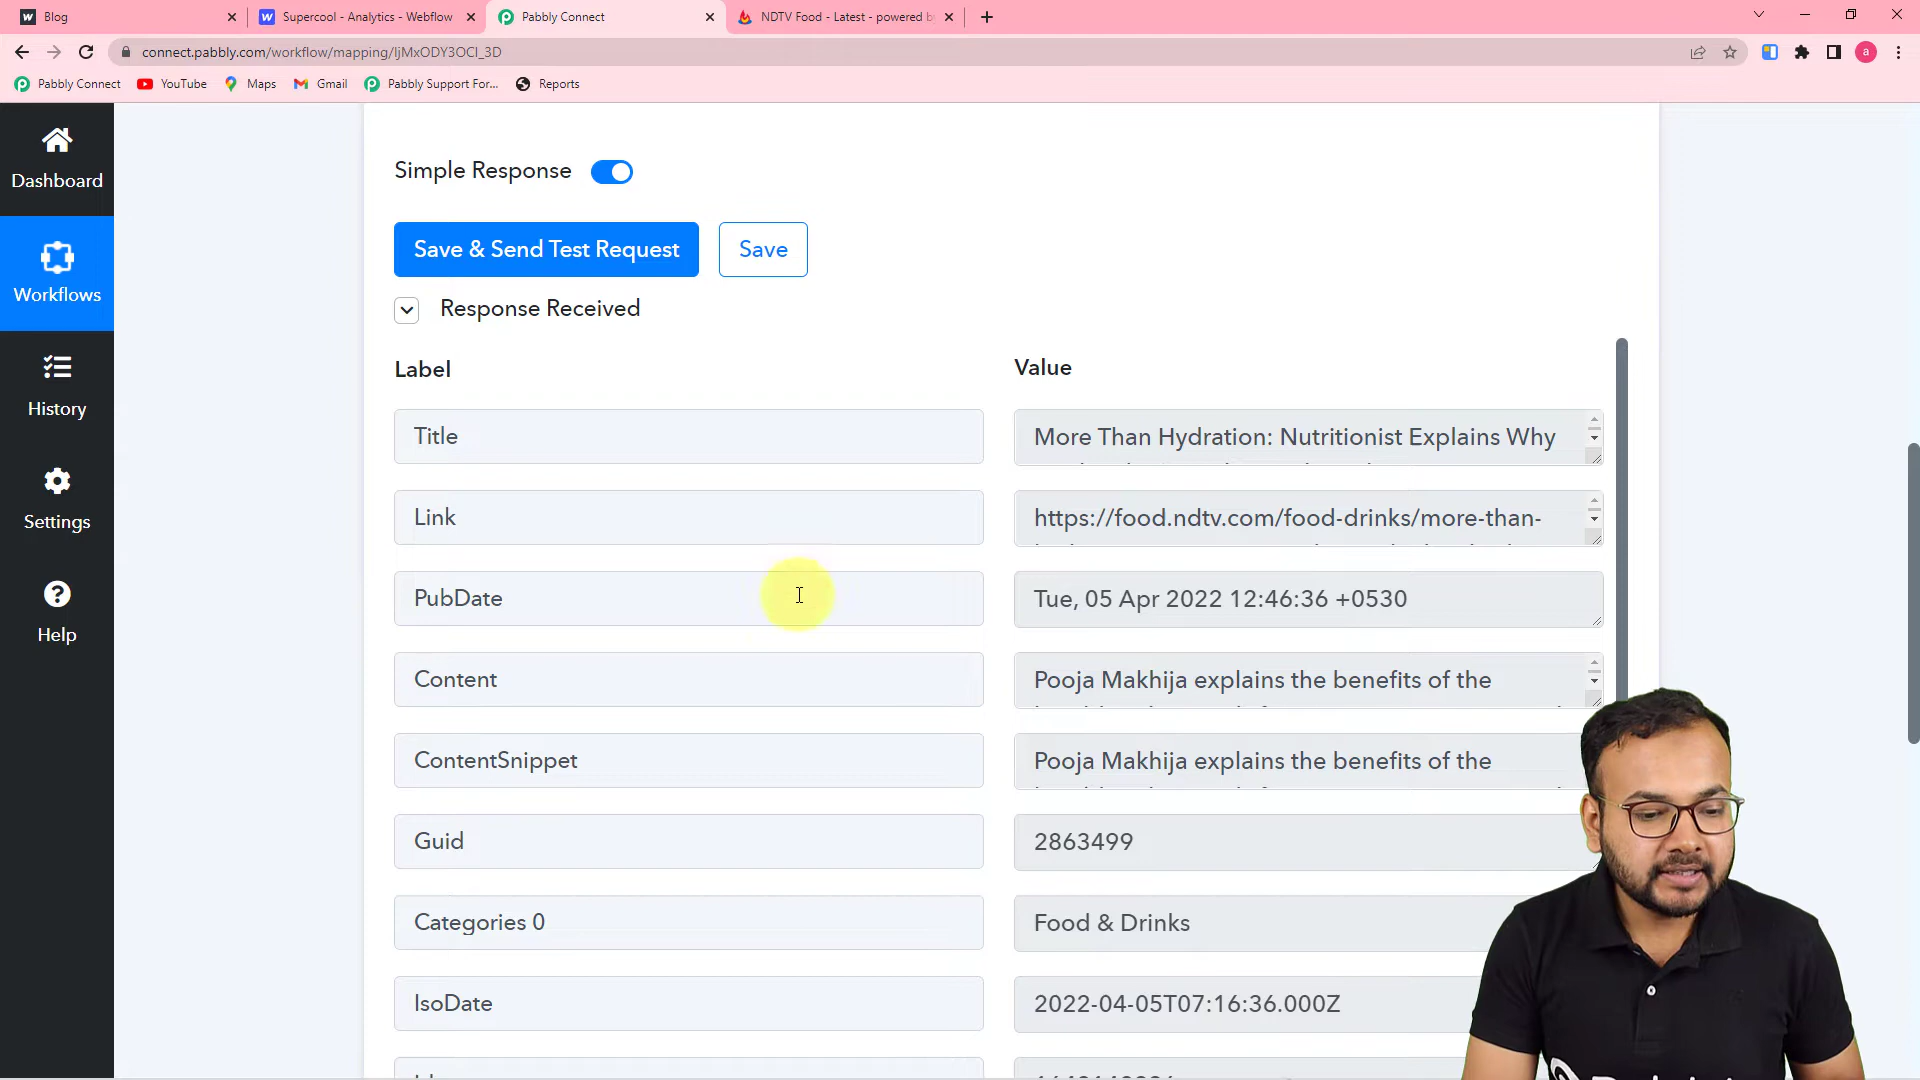 Blog
Supercool - Analytics - Webflow
Pabbly Connect
NDTV Food - Latest - powered b
connect.pabbly.com/workflow/mapping/IjMxODY3OCI_3D
a
Pabbly Connect
YouTube
Maps
Gmail
Pabbly Support For...
Reports
Dashboard
Workflows
History
Settings
Help
Simple Response
Save & Send Test Request
Save
Response Received
Label
Value
Title
More Than Hydration: Nutritionist Explains Why
Link
https://food.ndtv.com/food-drinks/more-than-
PubDate
Tue, 05 Apr 2022 12:46:36 +0530
Content
Pooja Makhija explains the benefits of the
ContentSnippet
Pooja Makhija explains the benefits of the
Guid
2863499
Categories 0
Food & Drinks
IsoDate
2022-04-05T07:16:36.000Z